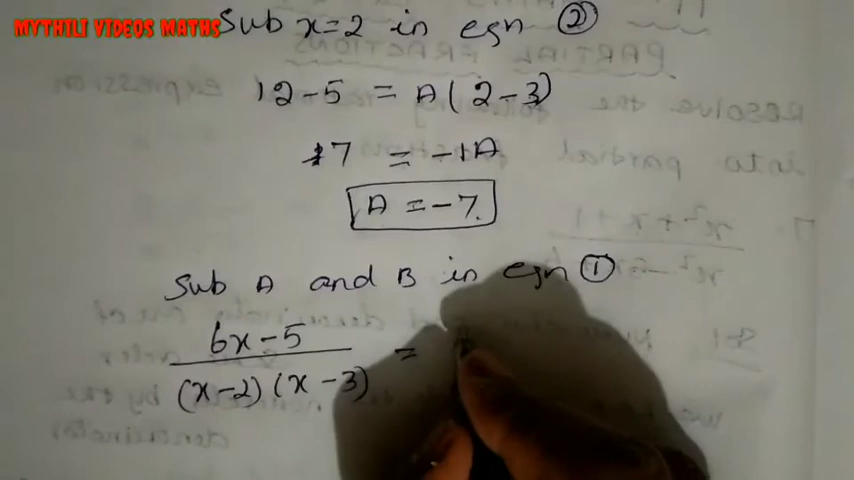 MYTHILI VIDEOS MATHS
Sub x=2 in eqn ②
12-5 = A(2-3)
7 = -1A
A = -7.
Sub A and B in eqn ①
6x-5
(x-2)(x-3) =